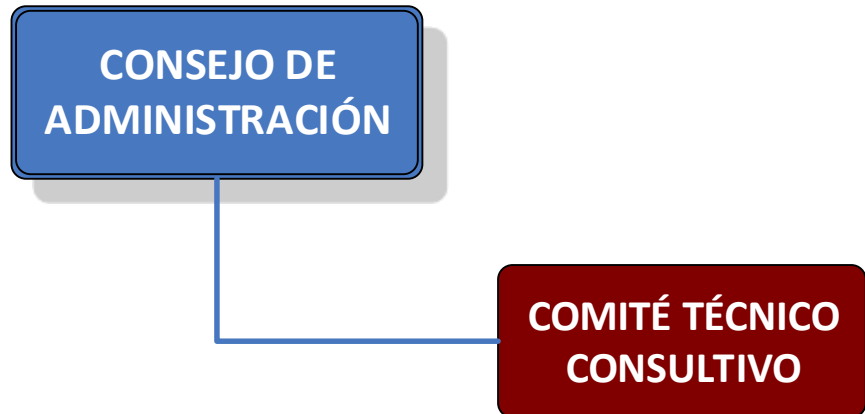 CONSEJO DE
ADMINISTRACIÓN
COMITÉ TÉCNICO
CONSULTIVO